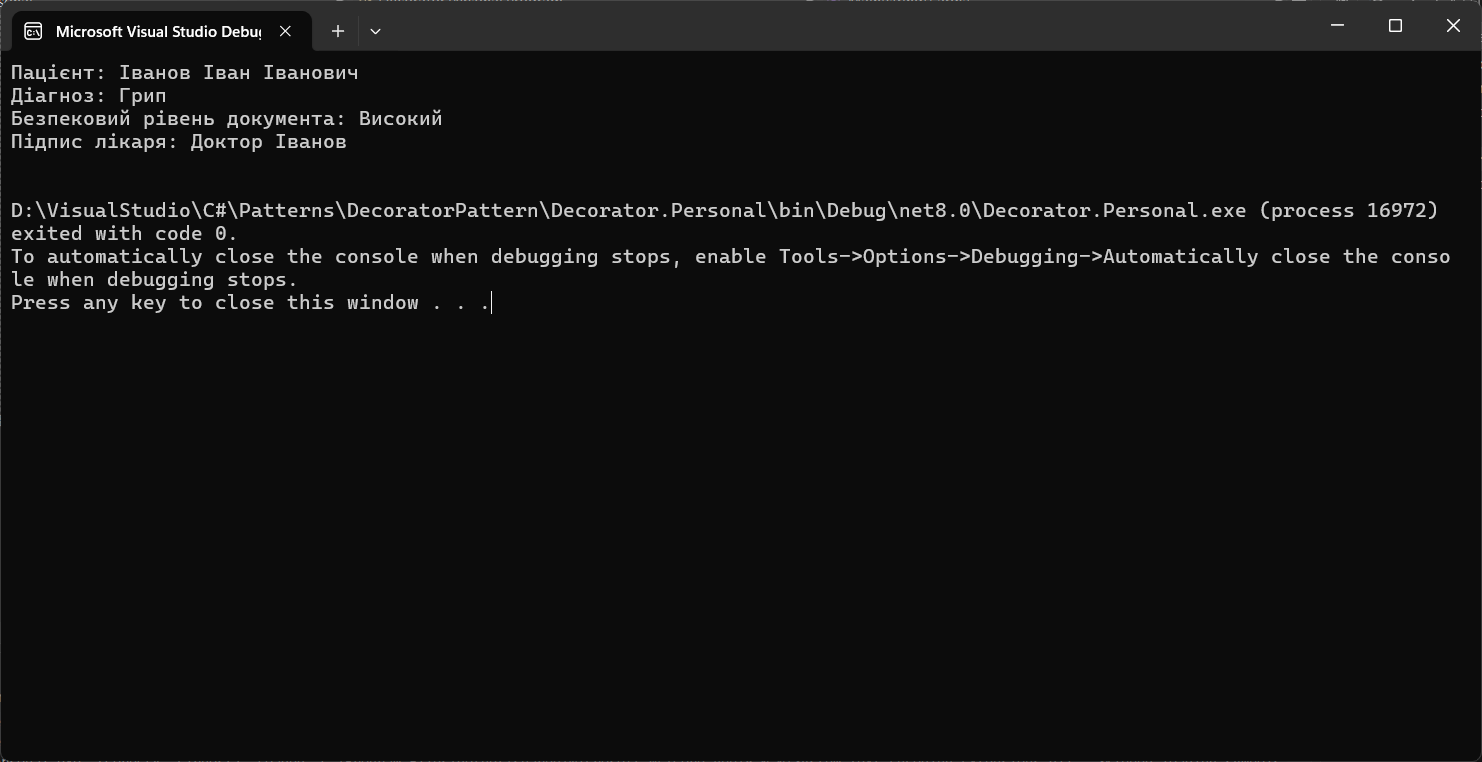 Microsoft Visual Studio Debug
Пацієнт: Іванов Іван Іванович
Діагноз: Грип
Безпековий рівень документа: Високий
Підпис лікаря: Доктор Іванов
D:\VisualStudio\C#\Patterns\DecoratorPattern\Decorator.Personal\bin\Debug\net8.0\Decorator.Personal.exe (process 16972)
exited with code 0.
To automatically close the console when debugging stops, enable Tools->Options->Debugging->Automatically close the conso
le when debugging stops.
Press any key to close this window . . .